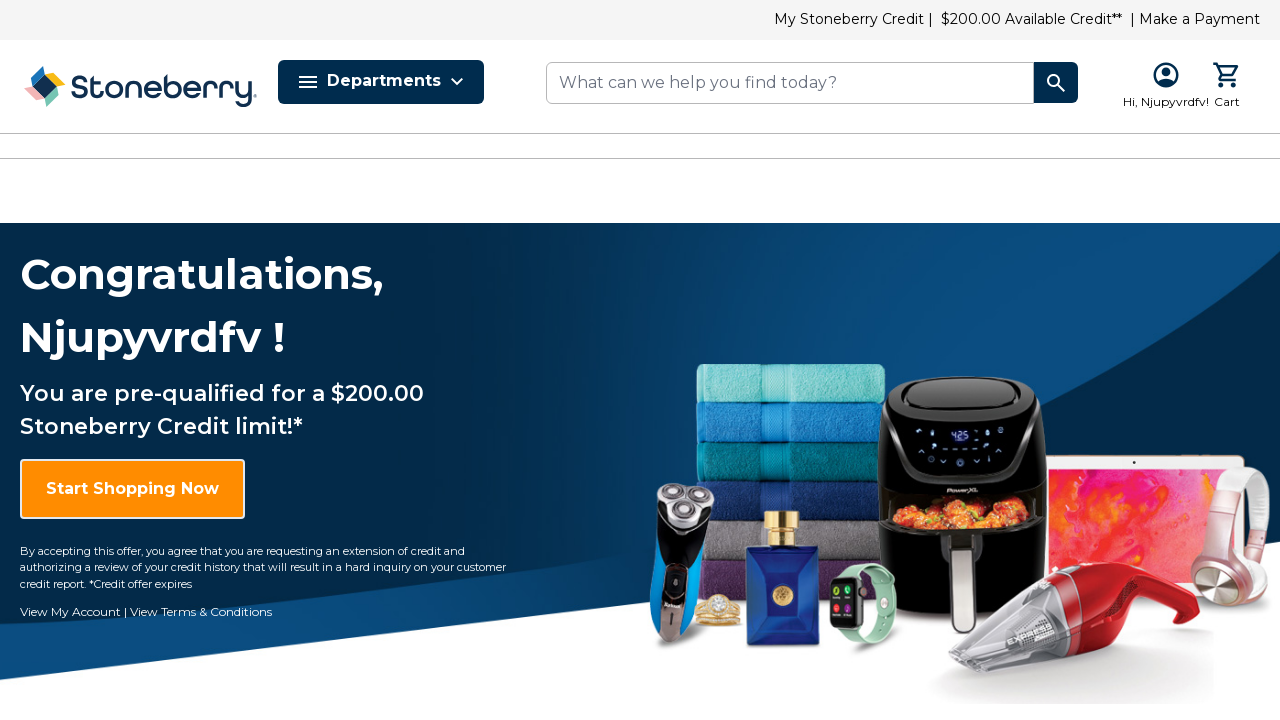 My Stoneberry Credit | $200.00 Available Credit** | Make a Payment
Stoneberry.
Departments
What can we help you find today?
Hi, Njupyvrdfv! Cart
Congratulations,
Njupyvrdfv !
You are pre-qualified for a $200.00
Stoneberry Credit limit!*
Start Shopping Now
By accepting this offer, you agree that you are requesting an extension of credit and
authorizing a review of your credit history that will result in a hard inquiry on your customer
credit report. *Credit offer expires
View My Account | View Terms & Conditions
425
PowerXL
EXPRESS